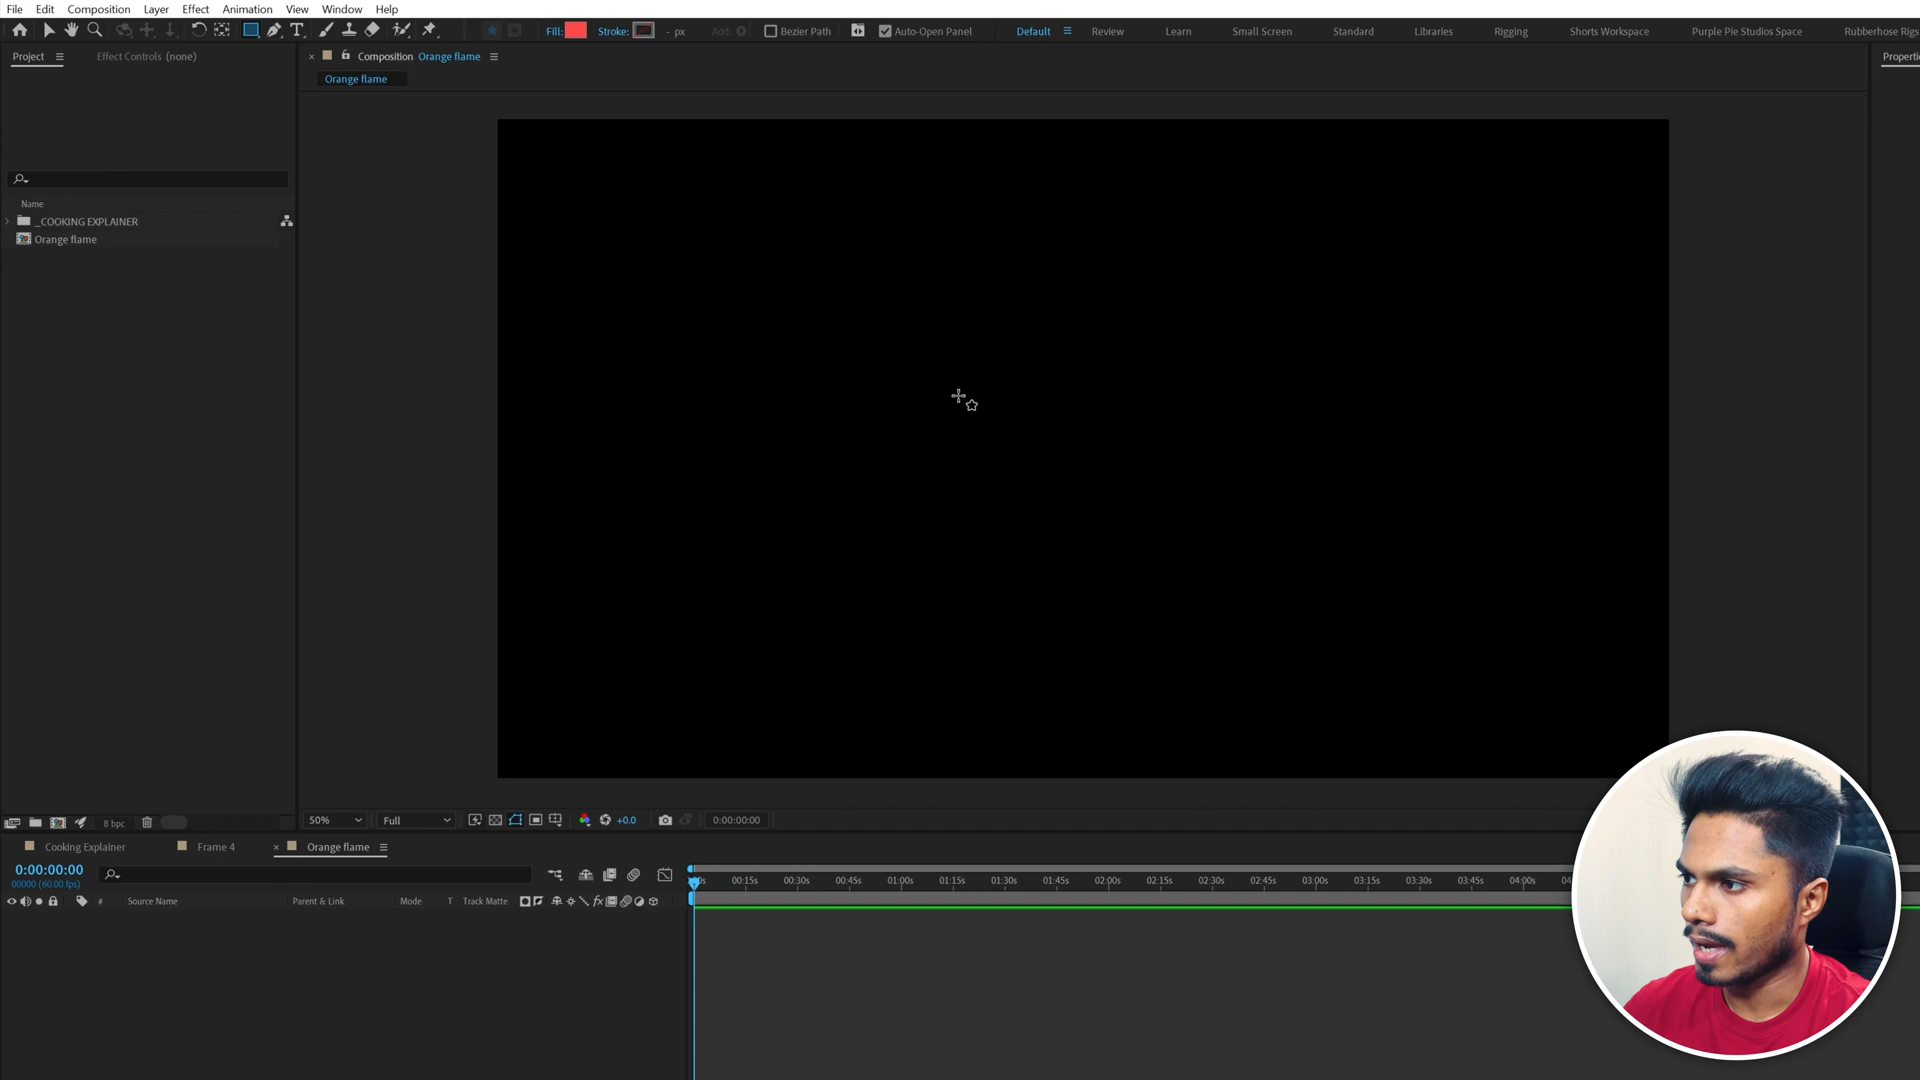 File Edit Composition Layer Effect Animation View Window Help
Fill: Stroke: - px Add: Bezier Path Auto-Open Panel Default Review Learn Small Screen Standard Libraries Rigging Shorts Workspace Purple Pie Studios Space Rubberhose Rigs
Project Effect Controls (none) Composition Orange flame Properti
Orange flame
Name
_COOKING EXPLAINER
Orange flame
8 bpc 50% Full +0.0 0:00:00:00
Cooking Explainer Frame 4 Orange flame
0:00:00:00
00000 (60.00 fps)
00:15s 00:30s 00:45s 01:00s 01:15s 01:30s 01:45s 02:00s 02:15s 02:30s 02:45s 03:00s 03:15s 03:30s 03:45s 04:00s
# Source Name Parent & Link Mode T Track Matte fx